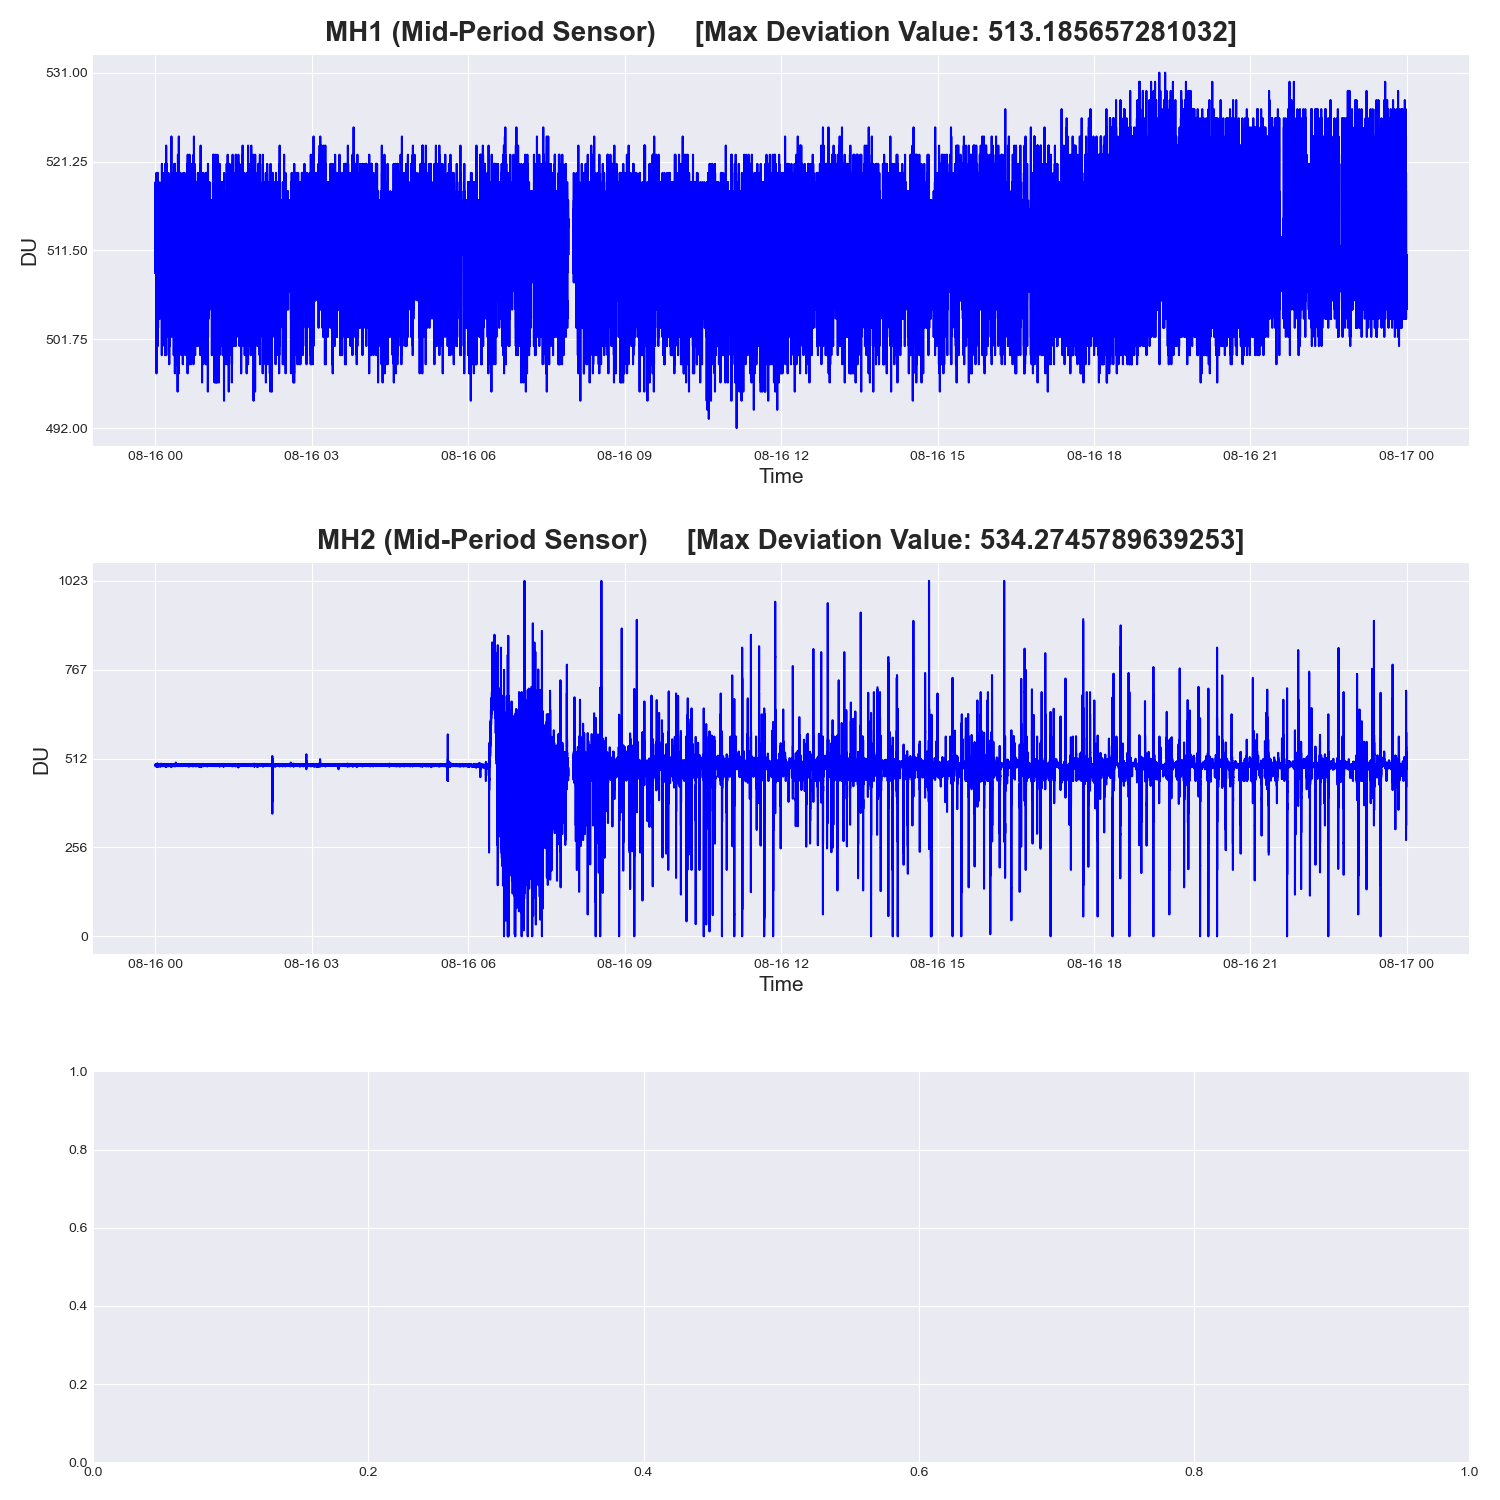 MH1 (Mid-Period Sensor) [Max Deviation Value: 513.185657281032]
531.00
521.25
511.50
501.75
492.00
DU
08-16 00 08-16 03 08-16 06 08-16 09 08-16 12 08-16 15 08-16 18 08-16 21 08-17 00
Time
MH2 (Mid-Period Sensor) [Max Deviation Value: 534.2745789639253]
1023
767
512
256
0
DU
08-16 00 08-16 03 08-16 06 08-16 09 08-16 12 08-16 15 08-16 18 08-16 21 08-17 00
Time
1.0
0.8
0.6
0.4
0.2
0.0
0.0 0.2 0.4 0.6 0.8 1.0